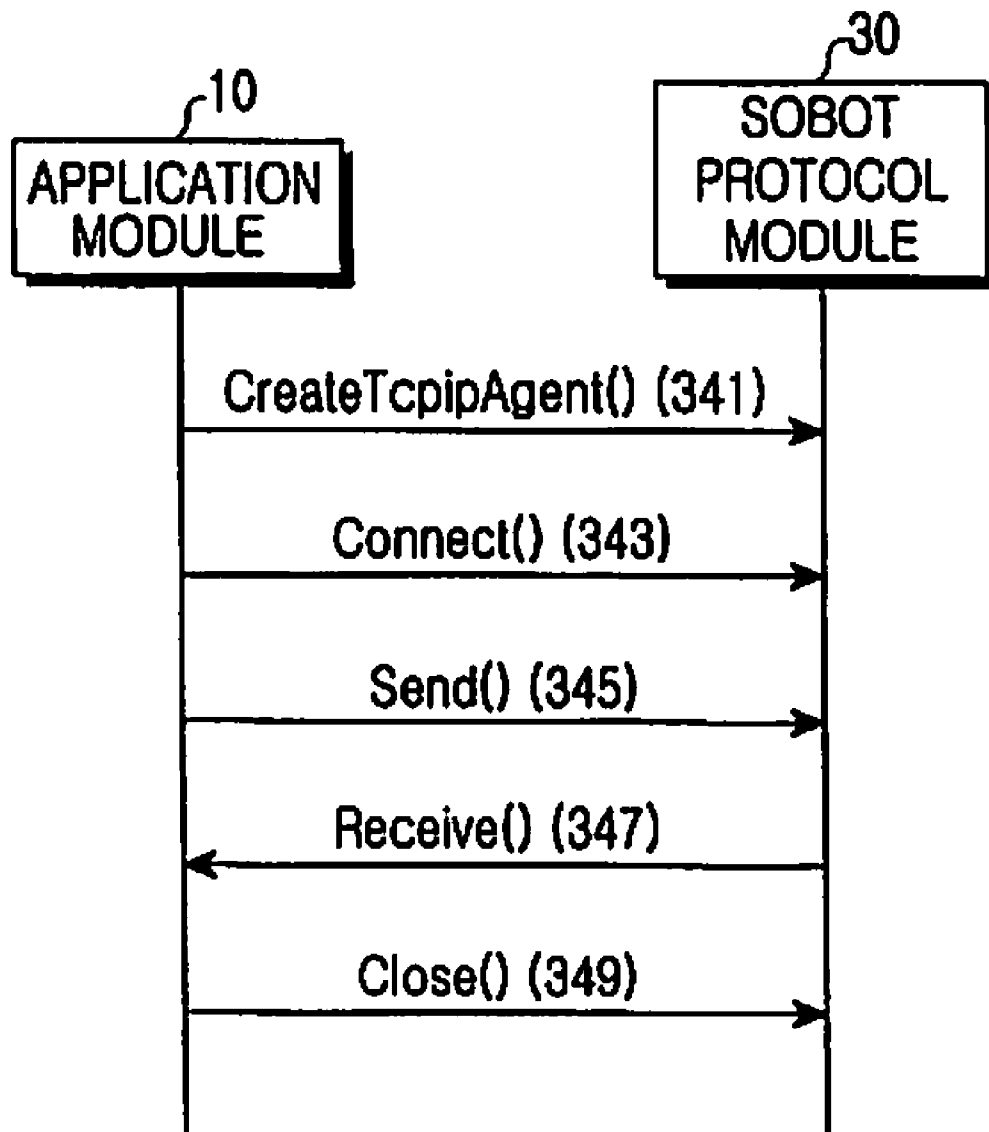 10
APPLICATION
MODULE
30
SOBOT
PROTOCOL
MODULE
CreateTcpipAgent() (341)
Connect() (343)
Send() (345)
Receive() (347)
Close() (349)